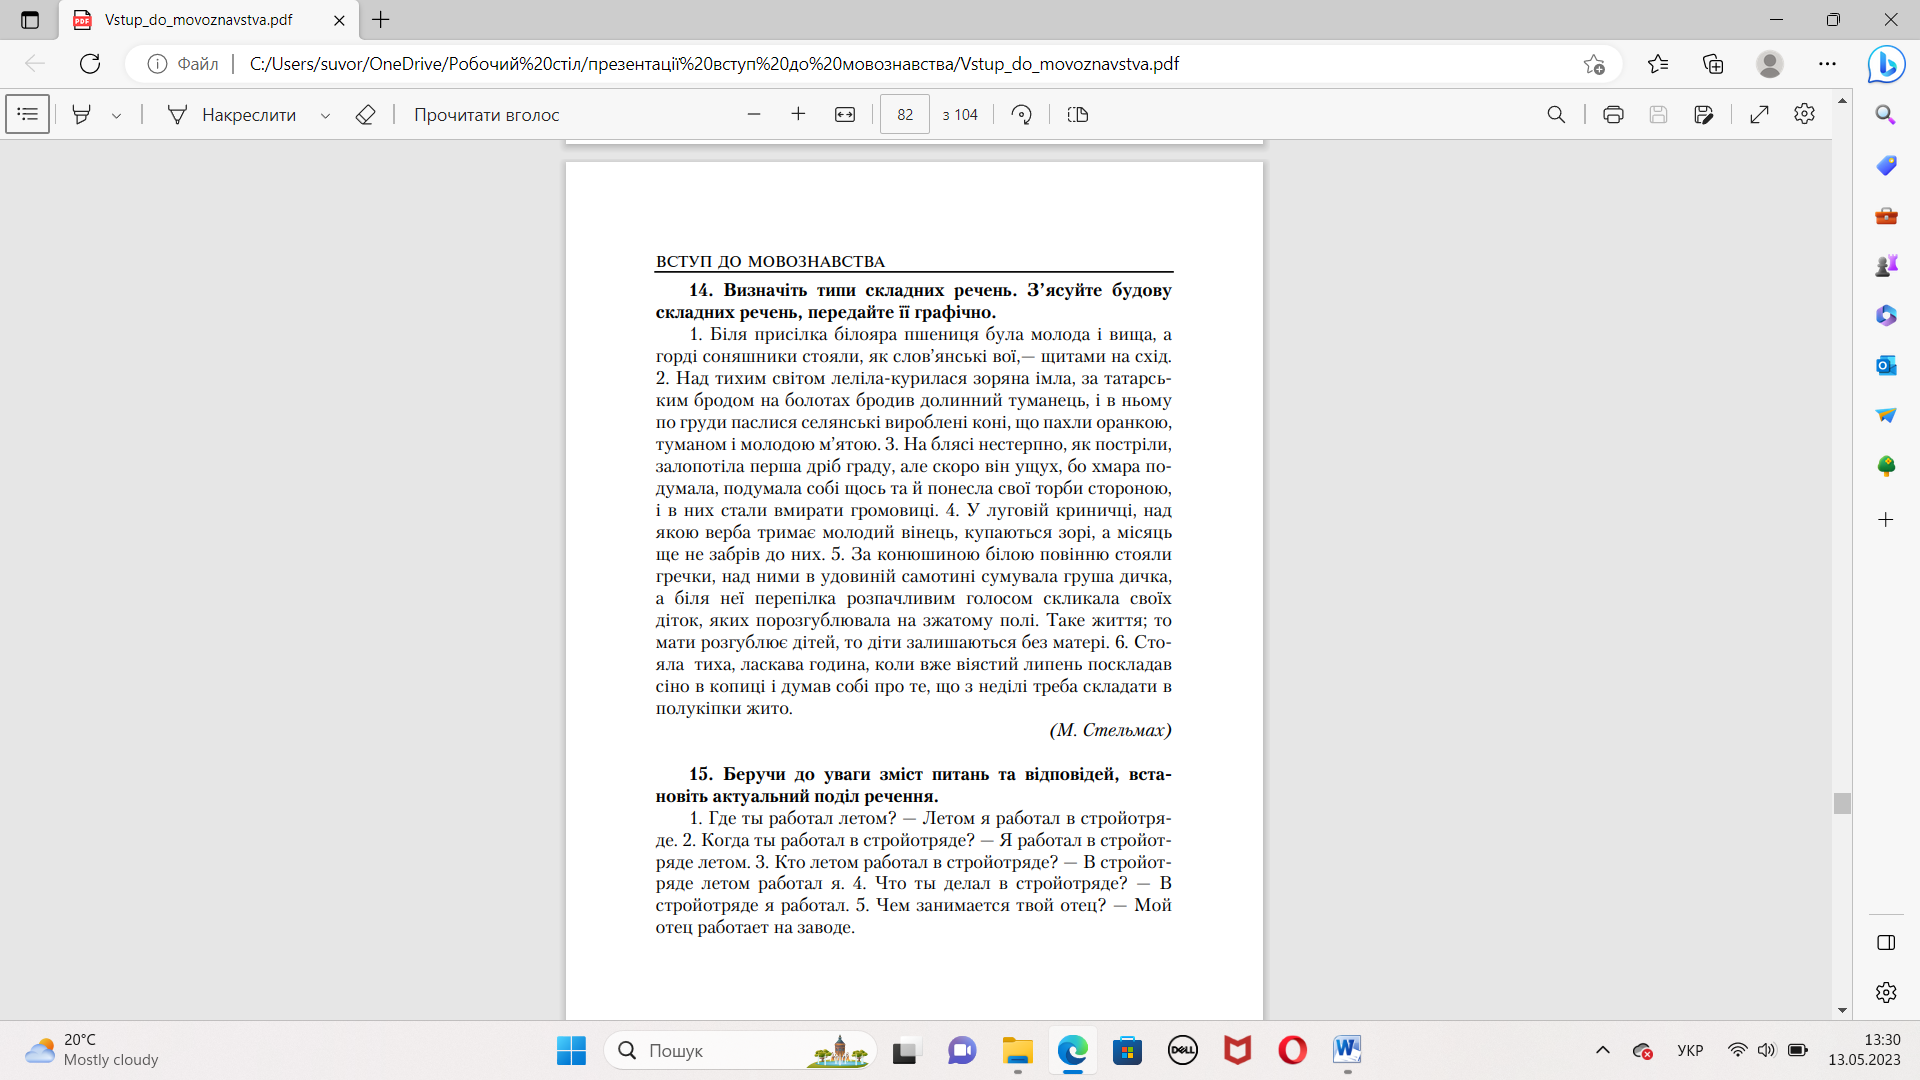 Vstup_do_movoznavstva.pdf
Файл
C:/Users/suvor/OneDrive/Робочий%20стіл/презентації%20вступ%20до%20мовознавства/Vstup_do_movoznavstva.pdf
Накреслити
Прочитати вголос
82
з 104
ВСТУП ДО МОВОЗНАВСТВА
14. Визначіть типи складних речень. З’ясуйте будову
складних речень, передайте її графічно.
1. Біля присілка білояра пшениця була молода і вища, а
горді соняшники стояли, як слов’янські вої,— щитами на схід.
2. Над тихим світом леліла-курилася зоряна імла, за татарсь-
ким бродом на болотах бродив долинний туманець, і в ньому
по груди паслися селянські вироблені коні, що пахли оранкою,
туманом і молодою м’ятою. 3. На блясі нестерпно, як постріли,
залопотіла перша дріб граду, але скоро він ущух, бо хмара по-
думала, подумала собі щось та й понесла свої торби стороною,
і в них стали вмирати громовиці. 4. У луговій криничці, над
якою верба тримає молодий вінець, купаються зорі, а місяць
ще не забрів до них. 5. За конюшиною білою повінню стояли
гречки, над ними в удовиній самотині сумувала груша дичка,
а біля неї перепілка розпачливим голосом скликала своїх
діток, яких порозгублювала на зжатому полі. Таке життя; то
мати розгублює дітей, то діти залишаються без матері. 6. Сто-
яла тиха, ласкава година, коли вже віястий липень поскладав
сіно в копиці і думав собі про те, що з неділі треба складати в
полукіпки жито.
(М. Стельмах)
15. Беручи до уваги зміст питань та відповідей, вста-
новіть актуальний поділ речення.
1. Где ты работал летом? — Летом я работал в стройотря-
де. 2. Когда ты работал в стройотряде? — Я работал в стройот-
ряде летом. 3. Кто летом работал в стройотряде? — В стройот-
ряде летом работал я. 4. Что ты делал в стройотряде? — В
стройотряде я работал. 5. Чем занимается твой отец? — Мой
отец работает на заводе.
20°C
Mostly cloudy
Пошук
DELL
УКР
13:30
13.05.2023